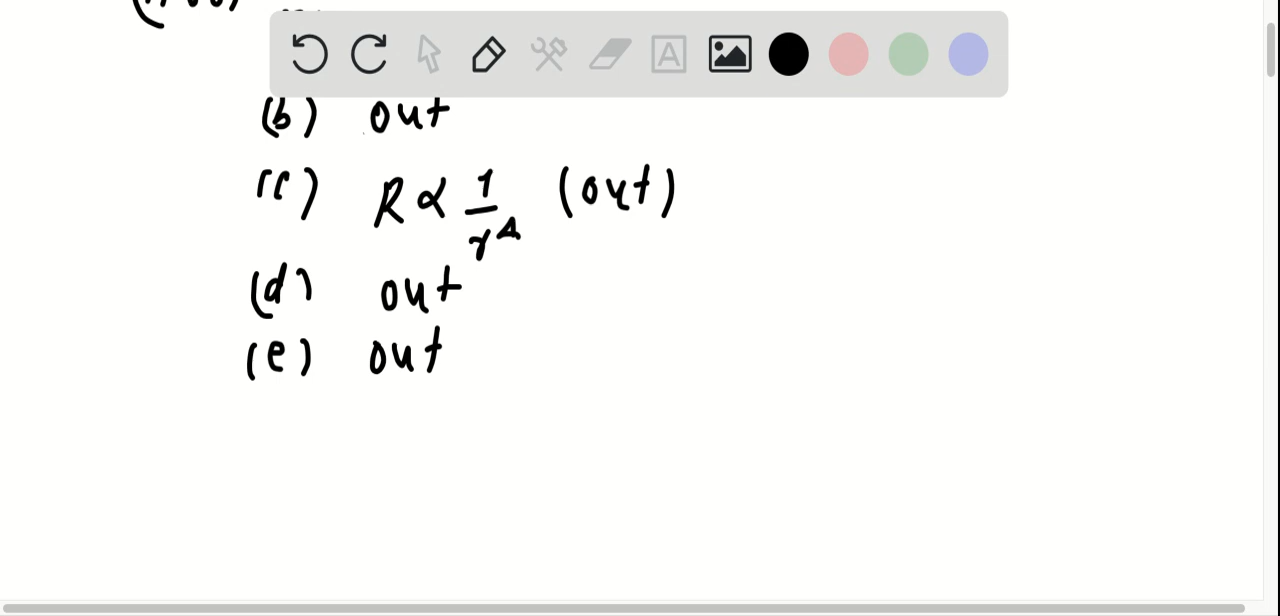 (b) out
(c) R ∝ 1/r⁴ (out)
(d) out
(e) out